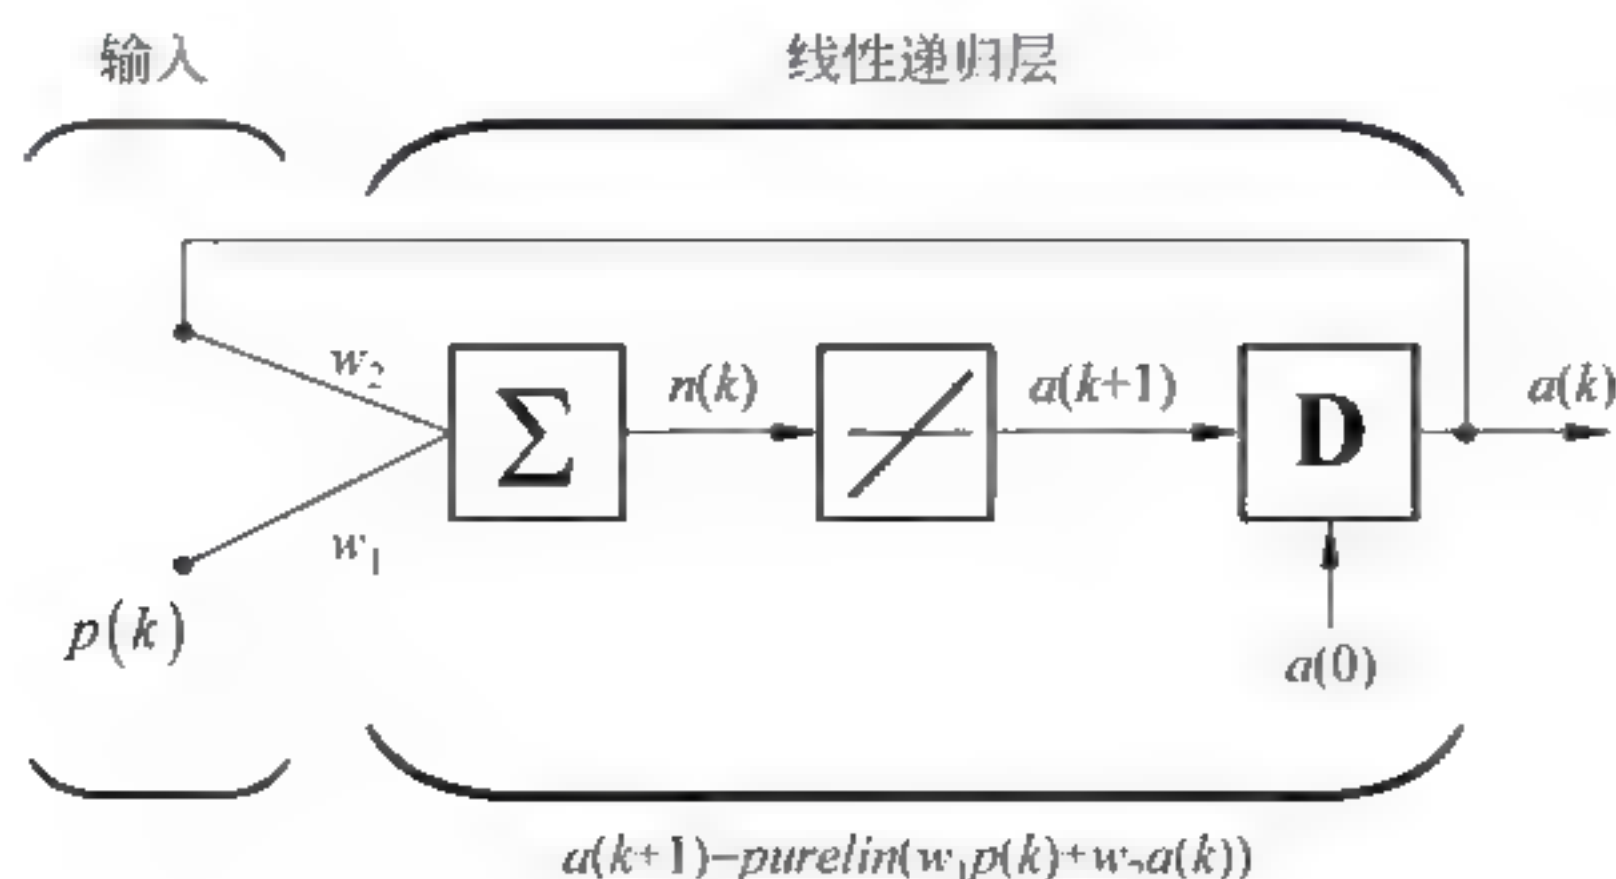 输入
线性递归层
w₂
n(k)
a(k+1)
a(k)
Σ
D
w₁
p(k)
a(0)
a(k+1)–purelin(w₁p(k)+w₂a(k))